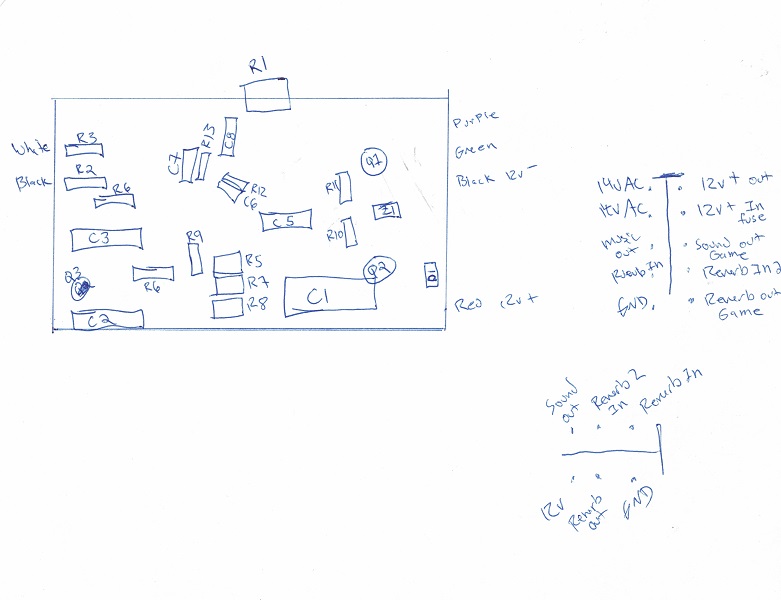 R1
White
R3
Black
R2
R6
C3
Q3
C2
R6
R9
C7
R13
C8
R12
C6
C5
R5
R7
R8
C1
R11
R10
Q1
Z1
Q2
D1
Purple
Green
Black 12v -
Red 12v +
14VAC . . 12v + out
14VAC . . 12v + In
fuse
Music
out . . Sound out
Game
Reverb In . . Reverb In 2
GND. . Reverb out
Game
Sound
out
Reverb 2
In
Reverb In
12v
Reverb
out
GND